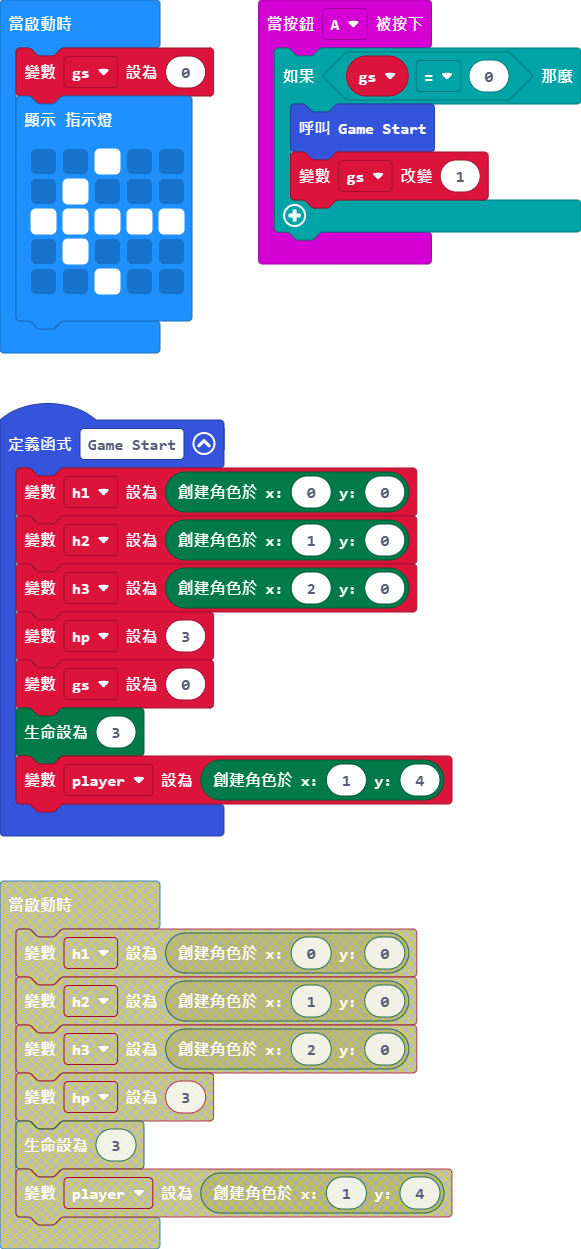 當啟動時
變數 gs 設為 0
顯示 指示燈
當按鈕 A 被按下
如果 gs = 0 那麼
呼叫 Game Start
變數 gs 改變 1
定義函式 Game Start
變數 h1 設為 創建角色於 x: 0 y: 0
變數 h2 設為 創建角色於 x: 1 y: 0
變數 h3 設為 創建角色於 x: 2 y: 0
變數 hp 設為 3
變數 gs 設為 0
生命設為 3
變數 player 設為 創建角色於 x: 1 y: 4
當啟動時
變數 h1 設為 創建角色於 x: 0 y: 0
變數 h2 設為 創建角色於 x: 1 y: 0
變數 h3 設為 創建角色於 x: 2 y: 0
變數 hp 設為 3
生命設為 3
變數 player 設為 創建角色於 x: 1 y: 4